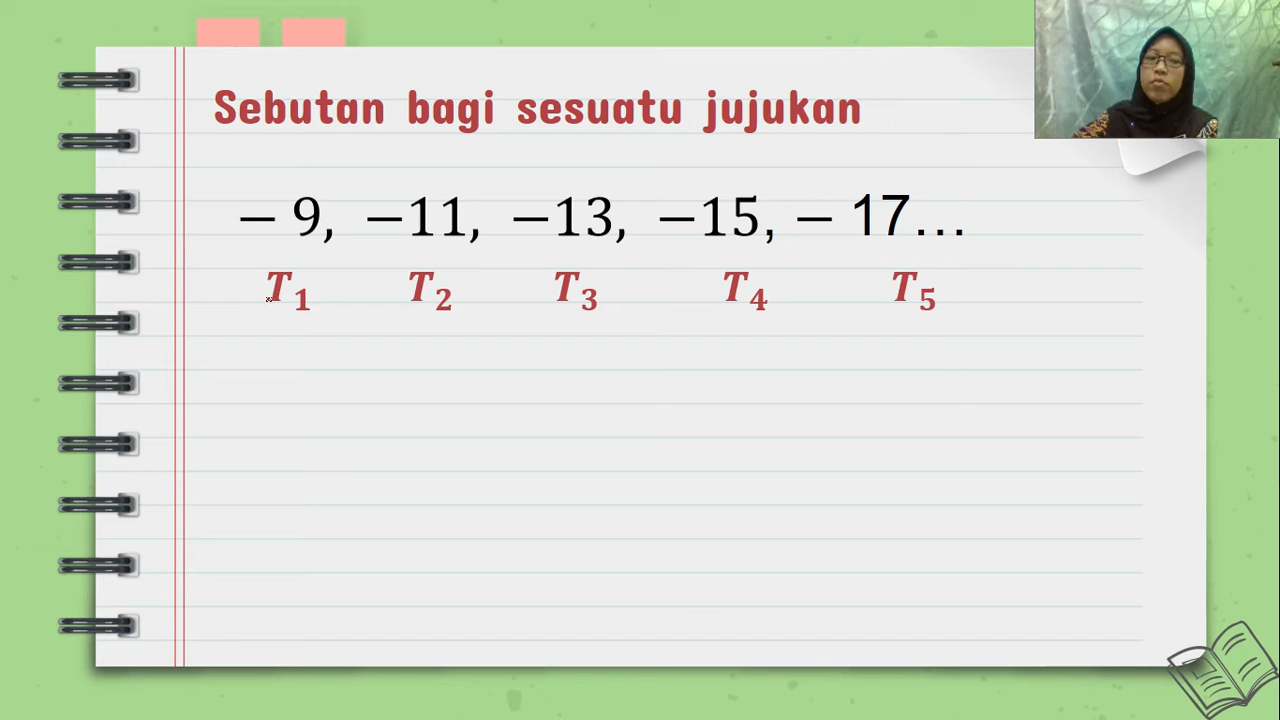 Sebutan bagi sesuatu jujukan
− 9, −11, −13, −15, − 17...
T₁ T₂ T₃ T₄ T₅